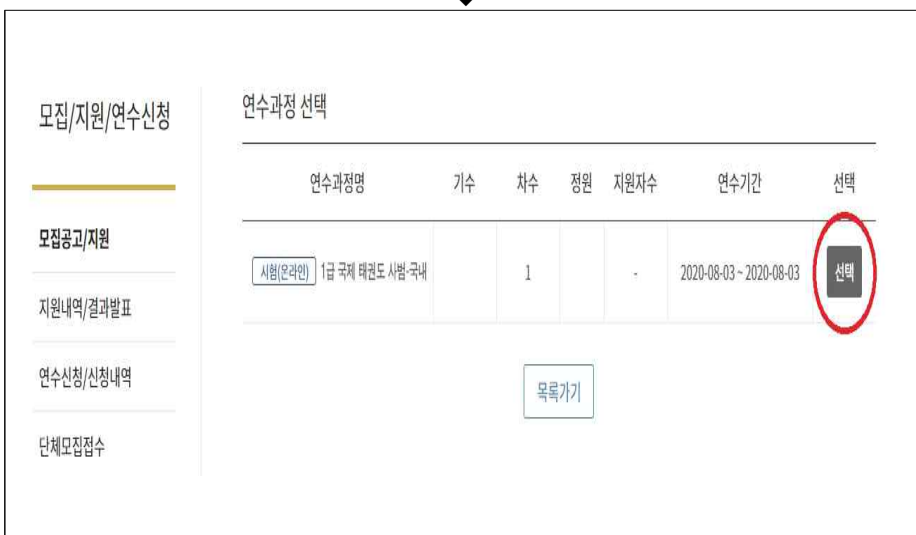 모집/지원/연수신청
모집공고/지원
지원내역/결과발표
연수신청/신청내역
단체모집접수
연수과정 선택
연수과정명 기수 차수 정원 지원자수 연수기간 선택
시험(온라인) 1급 국제 태권도 사범-국내 1 - 2020-08-03 ~ 2020-08-03 선택
목록가기